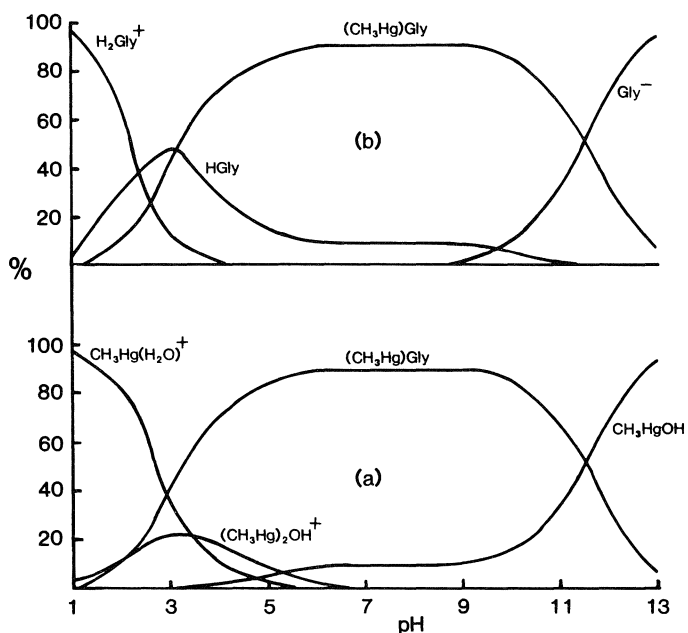 100
80
60
40
20
%
H₂Gly⁺
(CH₃Hg)Gly
Gly⁻
HGly
(b)
100
80
60
40
20
CH₃Hg(H₂O)⁺
(CH₃Hg)Gly
CH₃HgOH
(a)
(CH₃Hg)₂OH⁺
1 3 5 7 9 11 13
pH